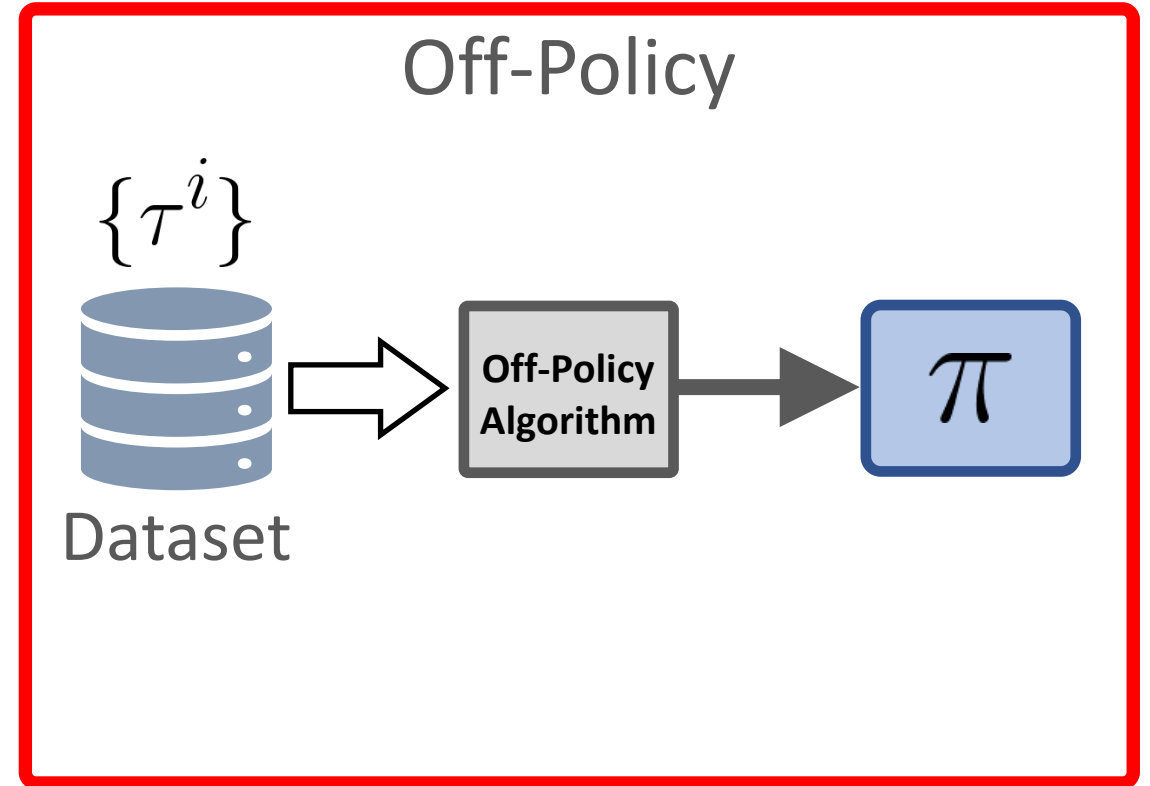 Off-Policy
{τ^i}
Off-Policy
Algorithm
π
Dataset